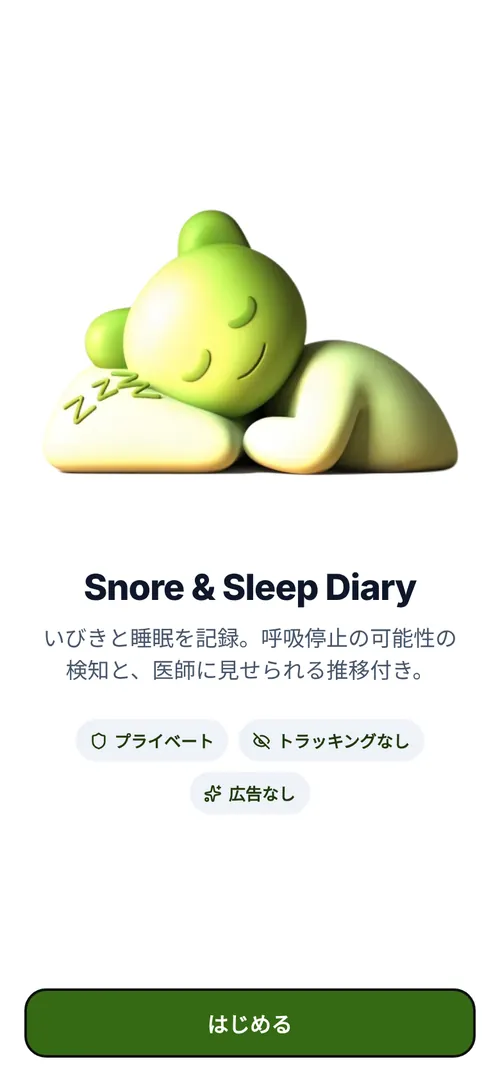 ZZZZ
Snore & Sleep Diary
いびきと睡眠を記録。呼吸停止の可能性の
検知と、医師に見せられる推移付き。
プライベート
トラッキングなし
広告なし
はじめる